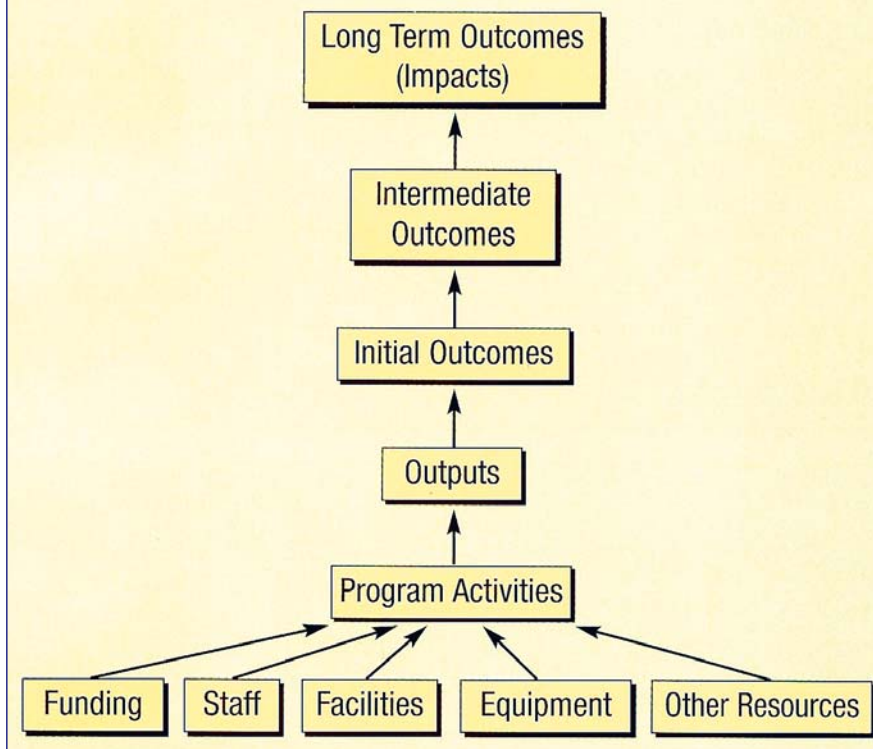 Long Term Outcomes
(Impacts)
Intermediate
Outcomes
Initial Outcomes
Outputs
Program Activities
Funding
Staff
Facilities
Equipment
Other Resources